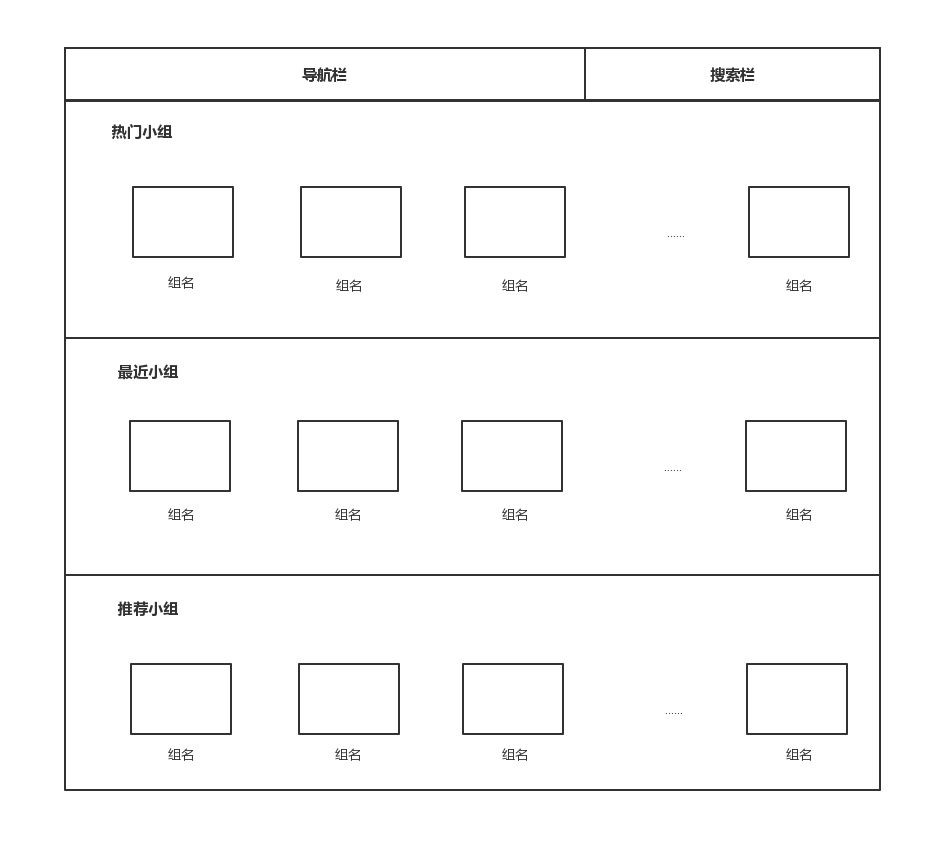 导航栏
搜索栏
热门小组
......
组名
组名
组名
组名
最近小组
......
组名
组名
组名
组名
推荐小组
......
组名
组名
组名
组名